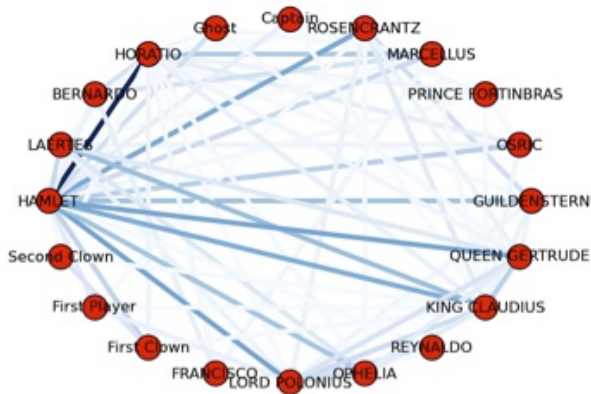 Captain
Ghost
ROSENCRANTZ
HORATIO
MARCELLUS
BERNARDO
PRINCE FORTINBRAS
LAERTES
OSRIC
HAMLET
GUILDENSTERN
Second Clown
QUEEN GERTRUDE
First Player
KING CLAUDIUS
First Clown
REYNALDO
FRANCISCO
LORD POLONIUS
OPHELIA